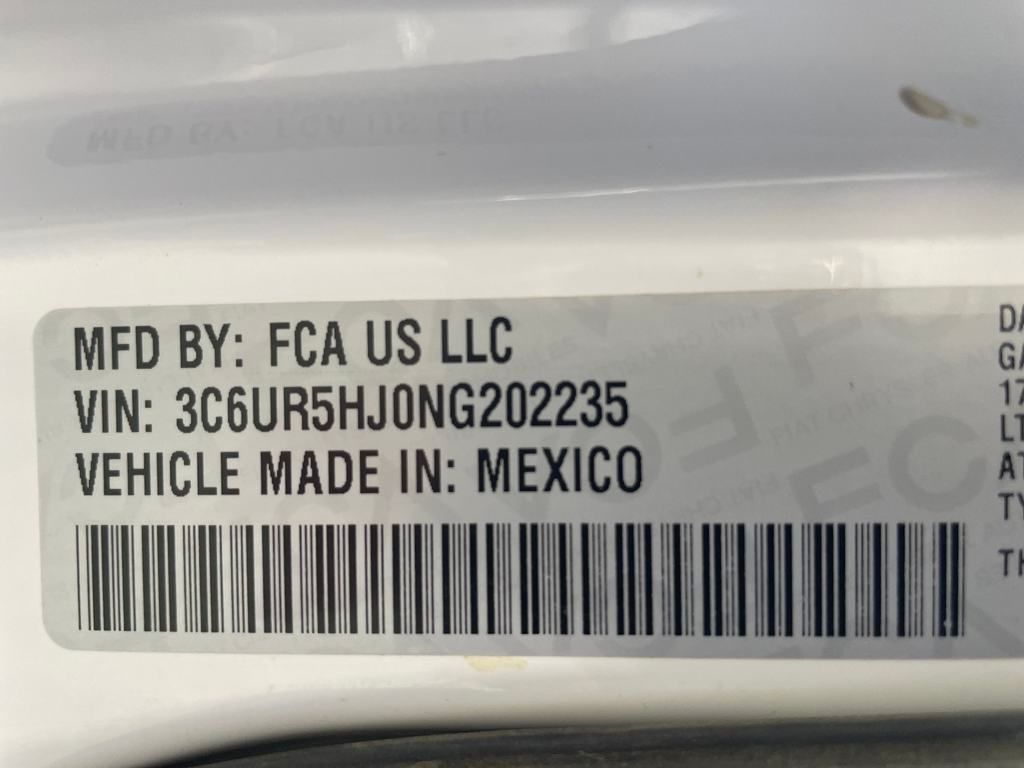 MFD BY: FCA US LLC
VIN: 3C6UR5HJ0NG202235
VEHICLE MADE IN: MEXICO